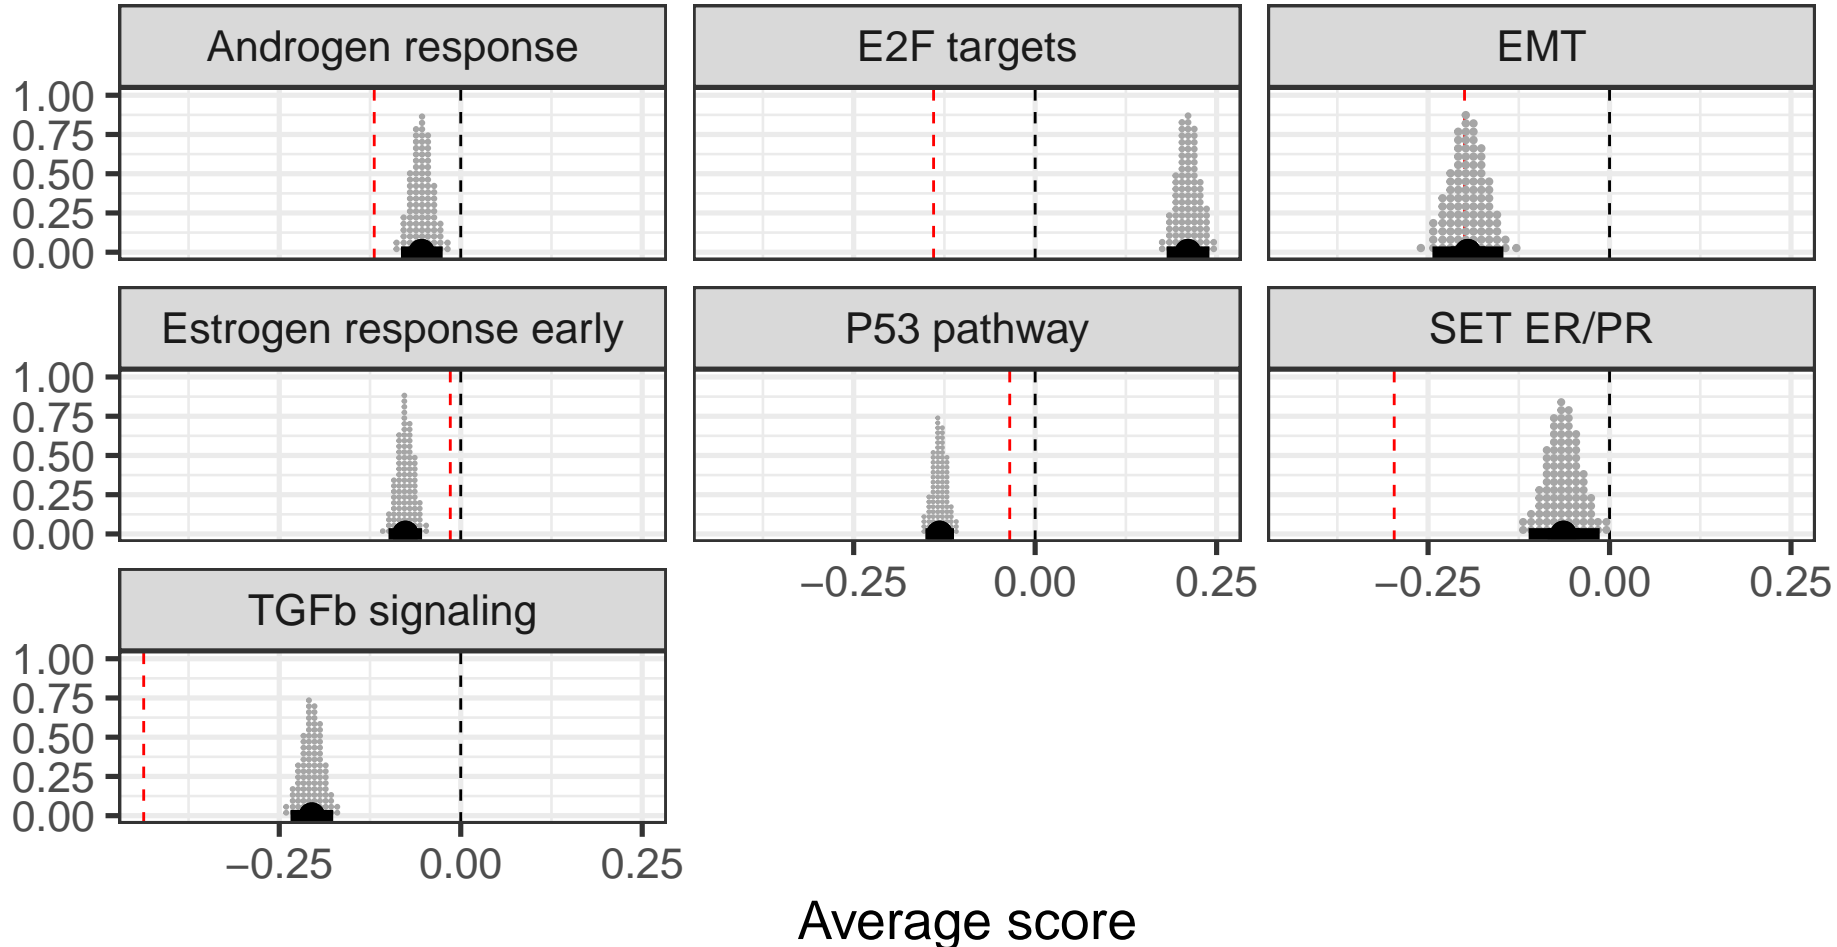 Androgen response
E2F targets
EMT
1.00
0.75
0.50
0.25
0.00
Estrogen response early
P53 pathway
SET ER/PR
1.00
0.75
0.50
0.25
0.00
−0.25 0.00 0.25
−0.25 0.00 0.25
TGFb signaling
1.00
0.75
0.50
0.25
0.00
−0.25 0.00 0.25
Average score